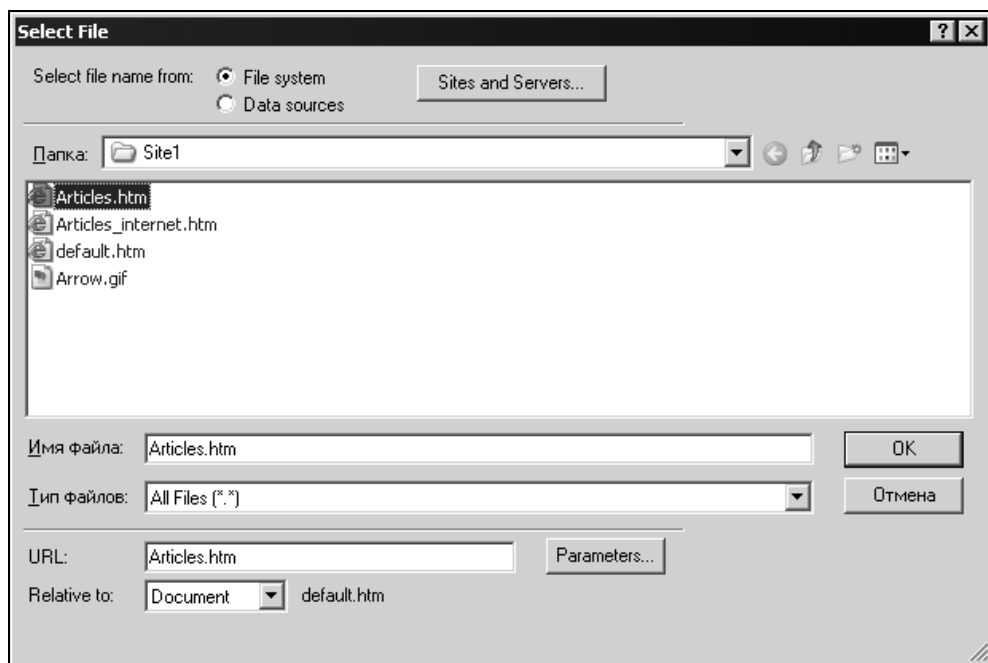 Select File
Select file name from: File system Sites and Servers...
Data sources
Папка: Site1
Articles.htm
Articles_internet.htm
default.htm
Arrow.gif
Имя файла: Articles.htm OK
Тип файлов: All Files (*.*) Отмена
URL: Articles.htm Parameters...
Relative to: Document default.htm